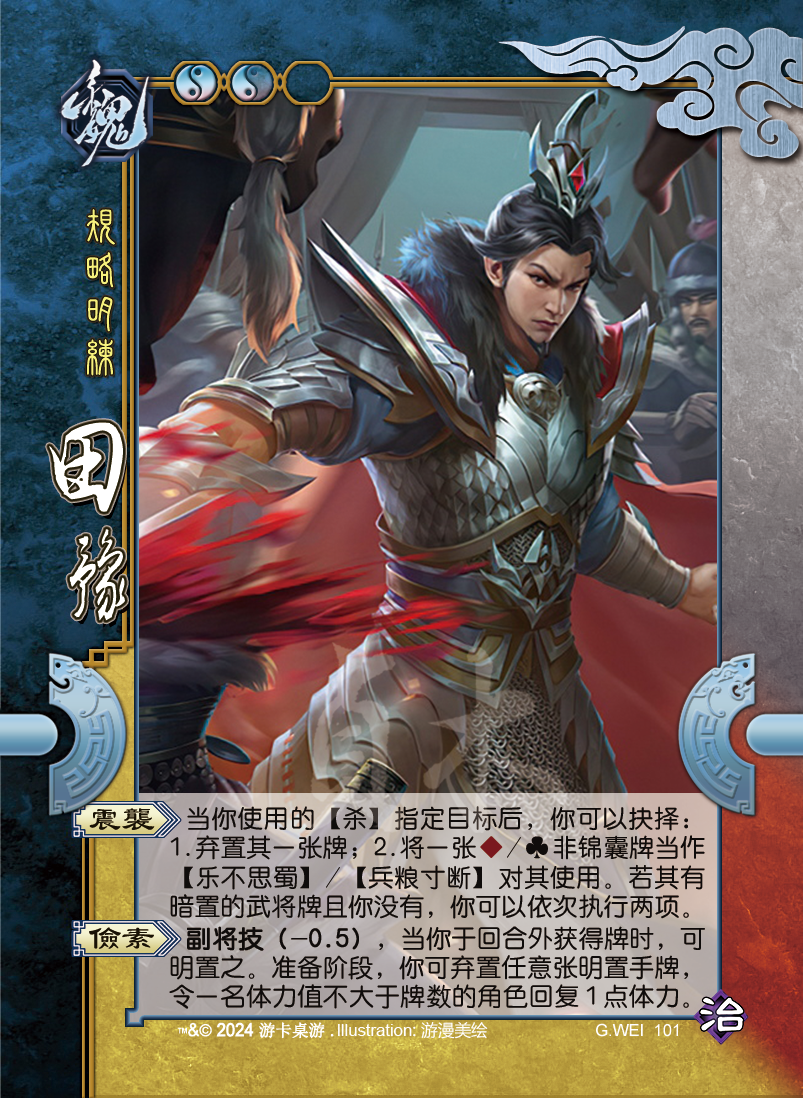 魏
規略明練
田豫
震襲 当你使用的【杀】指定目标后，你可以抉择：
1.弃置其一张牌；2.将一张♦/♣非锦囊牌当作
【乐不思蜀】/【兵粮寸断】对其使用。若其有
暗置的武将牌且你没有，你可以依次执行两项。
儉素 副将技（−0.5），当你于回合外获得牌时，可
明置之。准备阶段，你可弃置任意张明置手牌，
令一名体力值不大于牌数的角色回复1点体力。
治
™&© 2024 游卡桌游 . Illustration: 游漫美绘 G.WEI 101